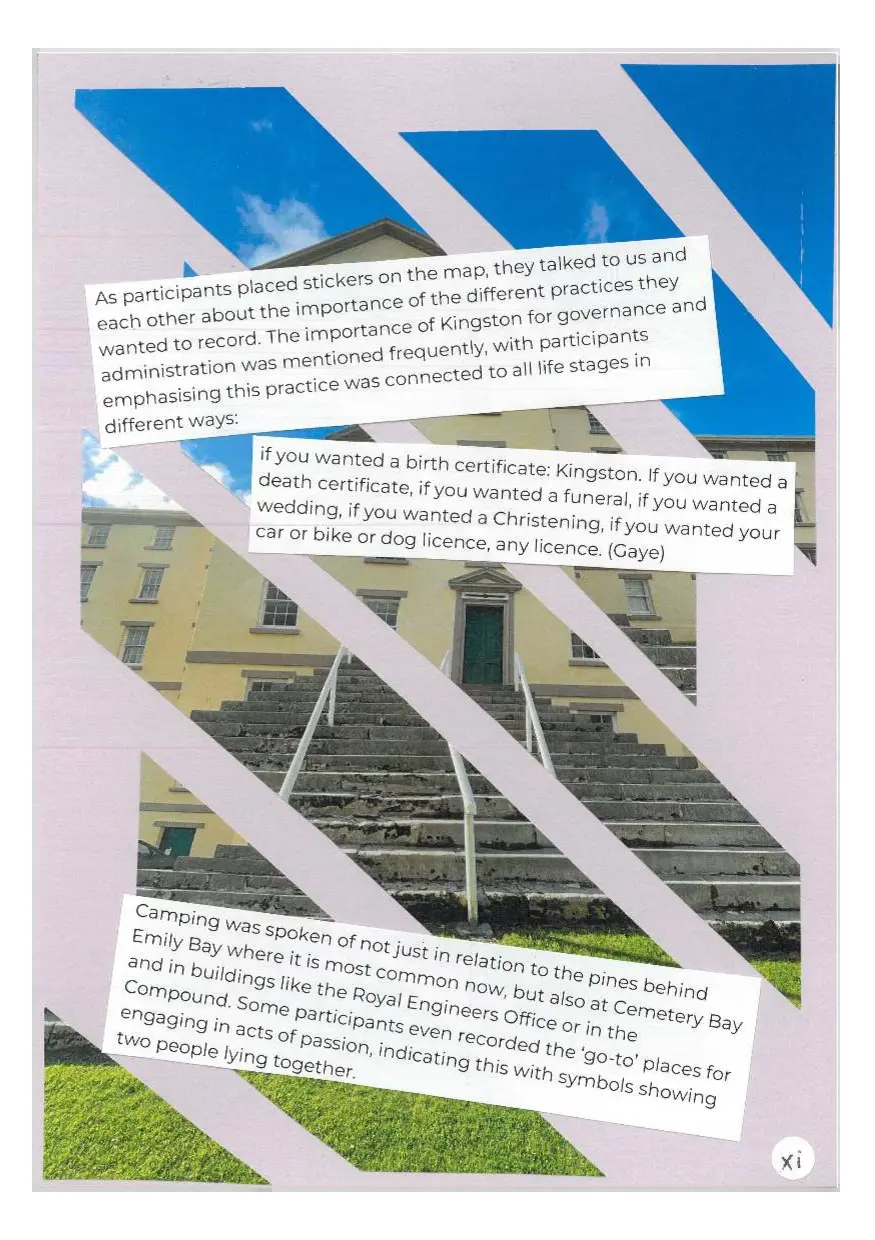 As participants placed stickers on the map, they talked to us and
each other about the importance of the different practices they
wanted to record. The importance of Kingston for governance and
administration was mentioned frequently, with participants
emphasising this practice was connected to all life stages in
different ways:
if you wanted a birth certificate: Kingston. If you wanted a
death certificate, if you wanted a funeral, if you wanted a
wedding, if you wanted a Christening, if you wanted your
car or bike or dog licence, any licence. (Gaye)
Camping was spoken of not just in relation to the pines behind
Emily Bay where it is most common now, but also at Cemetery Bay
and in buildings like the Royal Engineers Office or in the
Compound. Some participants even recorded the ‘go-to’ places for
engaging in acts of passion, indicating this with symbols showing
two people lying together.
xi